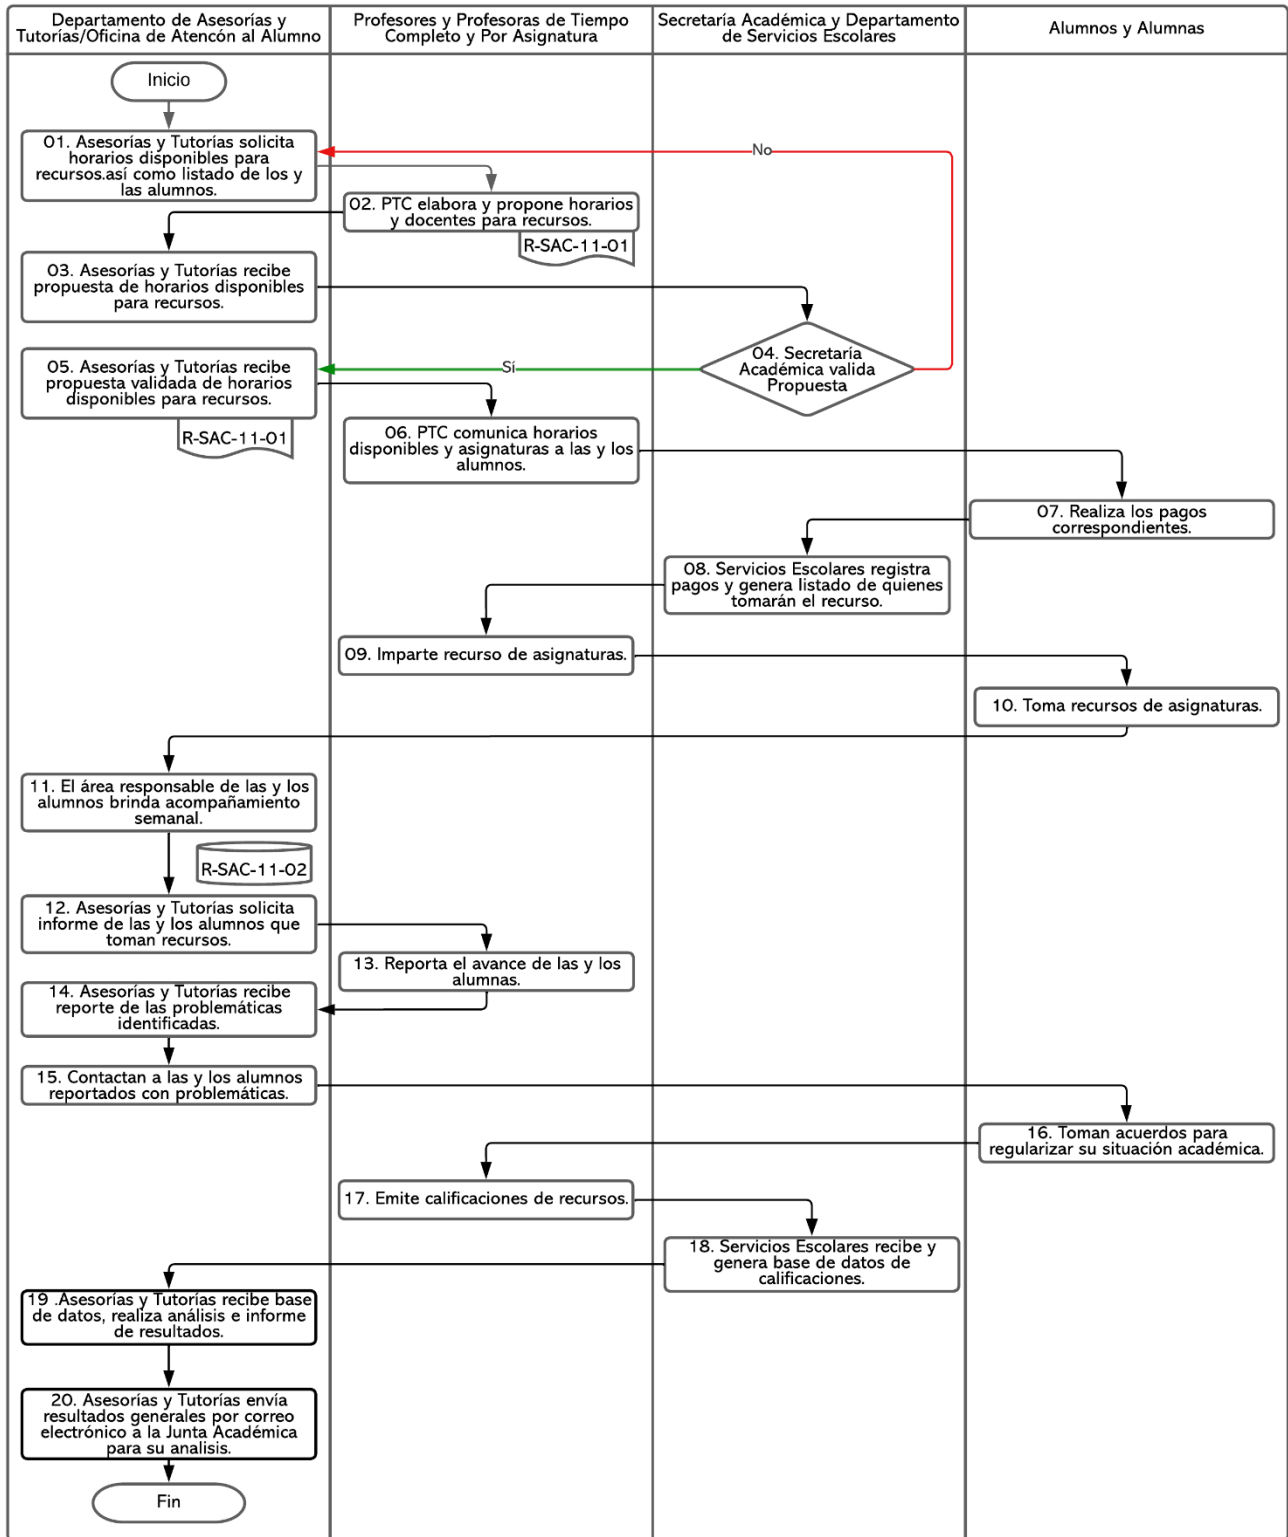 Departamento de Asesorías y
Tutorías/Oficina de Atencón al Alumno
Profesores y Profesoras de Tiempo
Completo y Por Asignatura
Secretaría Académica y Departamento
de Servicios Escolares
Alumnos y Alumnas
Inicio
01. Asesorías y Tutorías solicita
horarios disponibles para
recursos.así como listado de los y
las alumnos.
No
02. PTC elabora y propone horarios
y docentes para recursos.
R-SAC-11-01
03. Asesorías y Tutorías recibe
propuesta de horarios disponibles
para recursos.
04. Secretaría
Académica valida
Propuesta
Sí
05. Asesorías y Tutorías recibe
propuesta validada de horarios
disponibles para recursos.
R-SAC-11-01
06. PTC comunica horarios
disponibles y asignaturas a las y los
alumnos.
07. Realiza los pagos
correspondientes.
08. Servicios Escolares registra
pagos y genera listado de quienes
tomarán el recurso.
09. Imparte recurso de asignaturas.
10. Toma recursos de asignaturas.
11. El área responsable de las y los
alumnos brinda acompañamiento
semanal.
R-SAC-11-02
12. Asesorías y Tutorías solicita
informe de las y los alumnos que
toman recursos.
13. Reporta el avance de las y los
alumnas.
14. Asesorías y Tutorías recibe
reporte de las problemáticas
identificadas.
15. Contactan a las y los alumnos
reportados con problemáticas.
16. Toman acuerdos para
regularizar su situación académica.
17. Emite calificaciones de recursos.
18. Servicios Escolares recibe y
genera base de datos de
calificaciones.
19 .Asesorías y Tutorías recibe base
de datos, realiza análisis e informe
de resultados.
20. Asesorías y Tutorías envía
resultados generales por correo
electrónico a la Junta Académica
para su analisis.
Fin